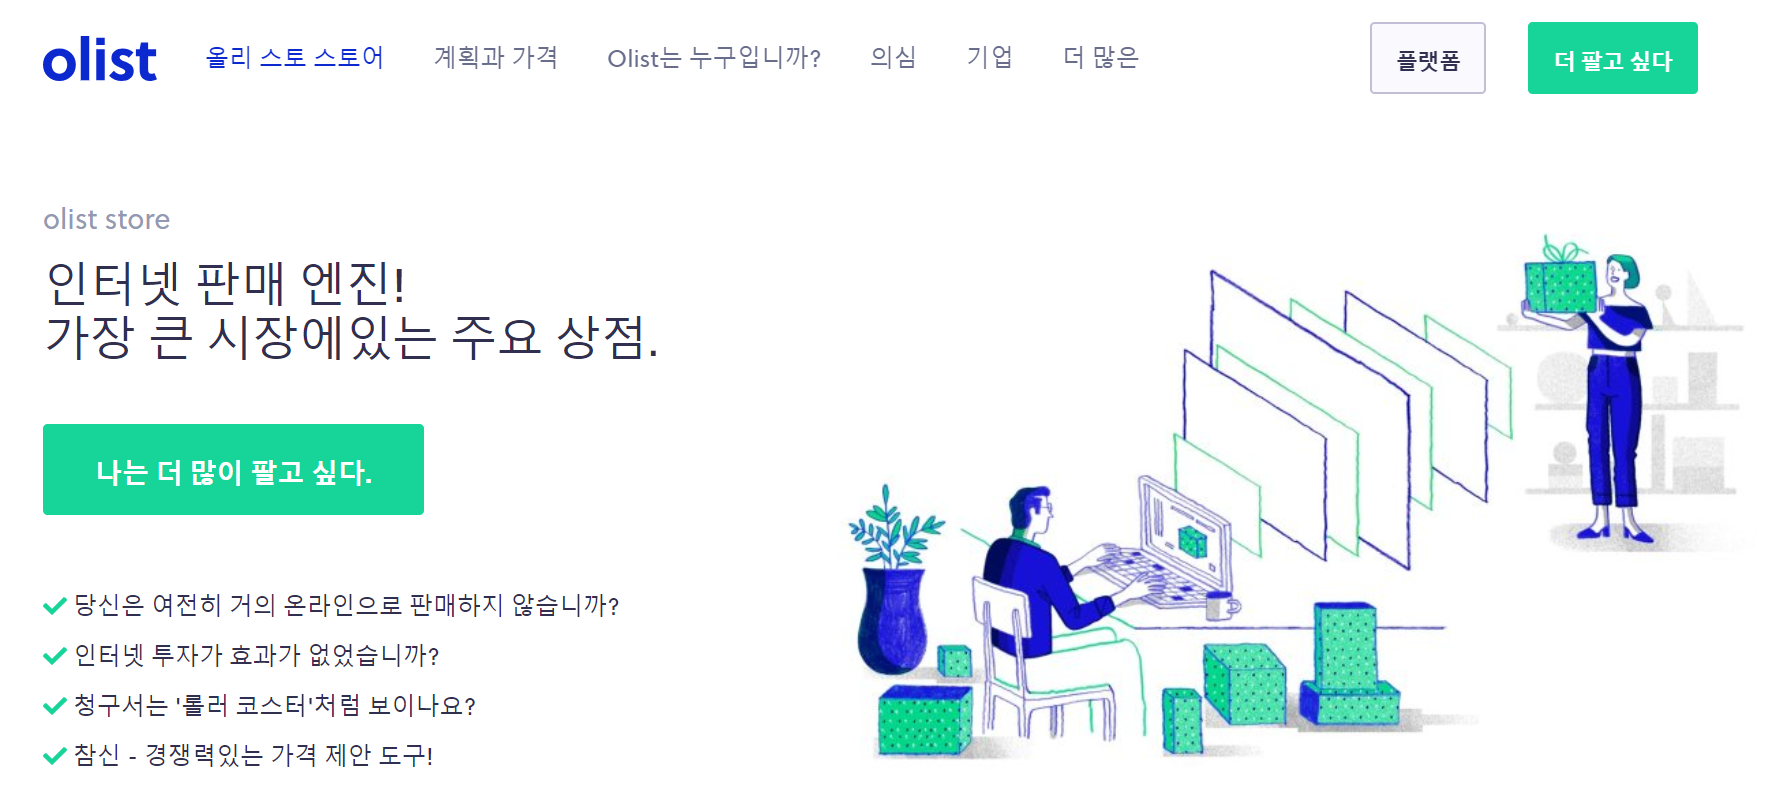 olist
올리 스토 스토어
계획과 가격
Olist는 누구입니까?
의심
기업
더 많은
플랫폼
더 팔고 싶다
olist store
인터넷 판매 엔진!
가장 큰 시장에있는 주요 상점.
나는 더 많이 팔고 싶다.
당신은 여전히 거의 온라인으로 판매하지 않습니까?
인터넷 투자가 효과가 없었습니까?
청구서는 '롤러 코스터'처럼 보이나요?
참신 - 경쟁력있는 가격 제안 도구!